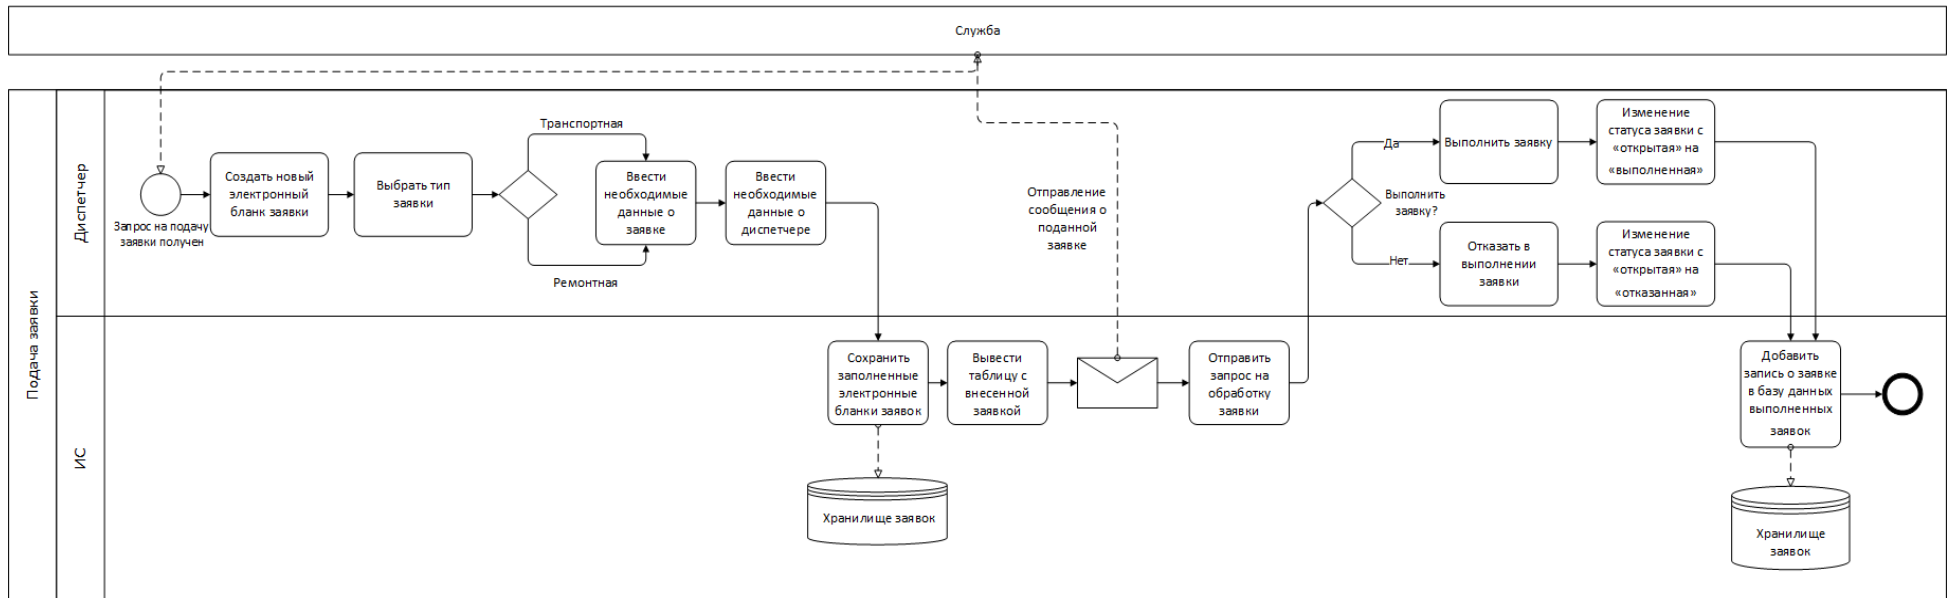 Служба
Подача заявки
Диспетчер
Запрос на подачу
заявки получен
Создать новый
электронный
бланк заявки
Выбрать тип
заявки
Транспортная
Ремонтная
Ввести
необходимые
данные о
заявке
Ввести
необходимые
данные о
диспетчере
Отправление
сообщения о
поданной
заявке
Выполнить
заявку?
Да
Нет
Выполнить заявку
Изменение
статуса заявки с
«открытая» на
«выполненная»
Отказать в
выполнении
заявки
Изменение
статуса заявки с
«открытая» на
«отказанная»
ИС
Сохранить
заполненные
электронные
бланки заявок
Вывести
таблицу с
внесенной
заявкой
Отправить
запрос на
обработку
заявки
Добавить
запись о заявке
в базу данных
выполненных
заявок
Хранилище заявок
Хранилище
заявок